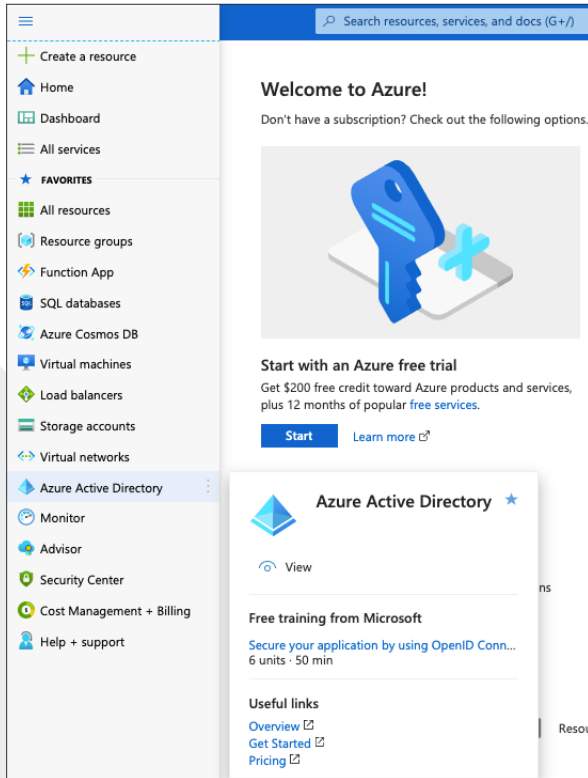 Search resources, services, and docs (G+/)
Create a resource
Home
Dashboard
All services
FAVORITES
All resources
Resource groups
Function App
SQL databases
Azure Cosmos DB
Virtual machines
Load balancers
Storage accounts
Virtual networks
Azure Active Directory
Monitor
Advisor
Security Center
Cost Management + Billing
Help + support
Welcome to Azure!
Don't have a subscription? Check out the following options.
Start with an Azure free trial
Get $200 free credit toward Azure products and services,
plus 12 months of popular free services.
Start Learn more
Azure Active Directory
View
Free training from Microsoft
Secure your application by using OpenID Conn...
6 units · 50 min
Useful links
Overview
Get Started
Pricing
ns
Resou